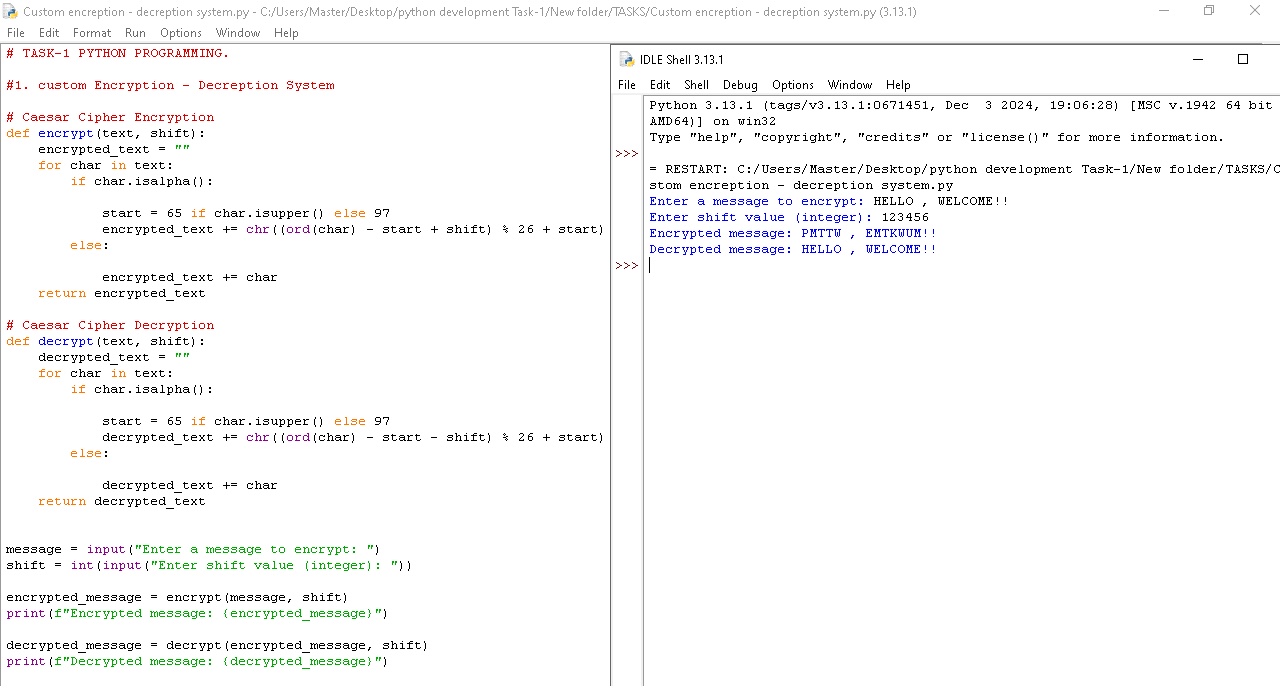 Custom encreption - decreption system.py - C:/Users/Master/Desktop/python development Task-1/New folder/TASKS/Custom encreption - decreption system.py (3.13.1)
File Edit Format Run Options Window Help
# TASK-1 PYTHON PROGRAMMING.
#1. custom Encryption - Decreption System
# Caesar Cipher Encryption
def encrypt(text, shift):
    encrypted_text = ""
    for char in text:
        if char.isalpha():
            start = 65 if char.isupper() else 97
            encrypted_text += chr((ord(char) - start + shift) % 26 + start)
        else:
            encrypted_text += char
    return encrypted_text
# Caesar Cipher Decryption
def decrypt(text, shift):
    decrypted_text = ""
    for char in text:
        if char.isalpha():
            start = 65 if char.isupper() else 97
            decrypted_text += chr((ord(char) - start - shift) % 26 + start)
        else:
            decrypted_text += char
    return decrypted_text
message = input("Enter a message to encrypt: ")
shift = int(input("Enter shift value (integer): "))
encrypted_message = encrypt(message, shift)
print(f"Encrypted message: {encrypted_message}")
decrypted_message = decrypt(encrypted_message, shift)
print(f"Decrypted message: {decrypted_message}")
IDLE Shell 3.13.1
File Edit Shell Debug Options Window Help
Python 3.13.1 (tags/v3.13.1:0671451, Dec  3 2024, 19:06:28) [MSC v.1942 64 bit
AMD64)] on win32
Type "help", "copyright", "credits" or "license()" for more information.
>>>
= RESTART: C:/Users/Master/Desktop/python development Task-1/New folder/TASKS/C
stom encreption - decreption system.py
Enter a message to encrypt: HELLO , WELCOME!!
Enter shift value (integer): 123456
Encrypted message: PMTTW , EMTKWUM!!
Decrypted message: HELLO , WELCOME!!
>>>